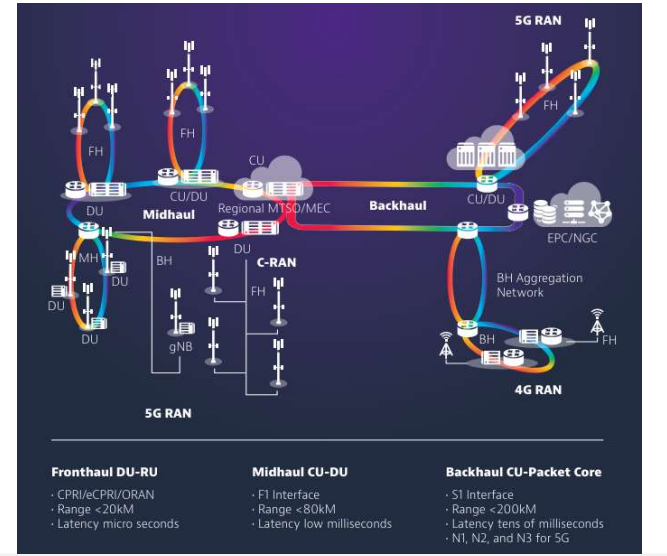 5G RAN
FH
FH
FH
CU
DU
CU/DU
Regional MTSO/MEC
CU/DU
Midhaul
Backhaul
EPC/NGC
MH
BH
DU
C-RAN
DU
DU
FH
BH Aggregation
Network
DU
gNB
BH
FH
5G RAN
4G RAN
Fronthaul DU-RU
· CPRI/eCPRI/ORAN
· Range <20kM
· Latency micro seconds
Midhaul CU-DU
· F1 Interface
· Range <80kM
· Latency low milliseconds
Backhaul CU-Packet Core
· S1 Interface
· Range <200kM
· Latency tens of milliseconds
· N1, N2, and N3 for 5G